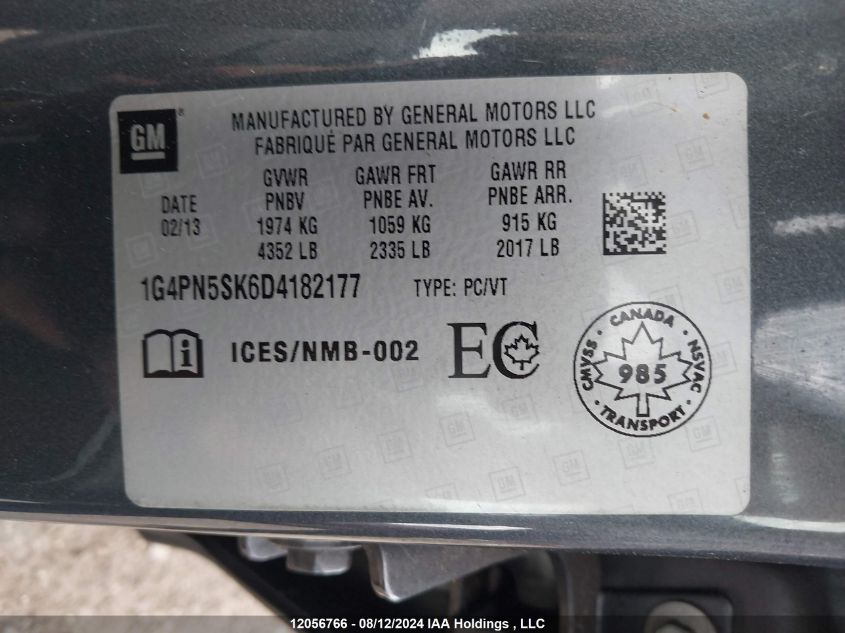 GM
MANUFACTURED BY GENERAL MOTORS LLC
FABRIQUÉ PAR GENERAL MOTORS LLC
DATE
02/13
GVWR
PNBV
1974 KG
4352 LB
GAWR FRT
PNBE AV.
1059 KG
2335 LB
GAWR RR
PNBE ARR.
915 KG
2017 LB
1G4PN5SK6D4182177 TYPE: PC/VT
i ICES/NMB-002 EC
CANADA
CMVSS 985 NSVAC
TRANSPORT
12056766 - 08/12/2024 IAA Holdings , LLC